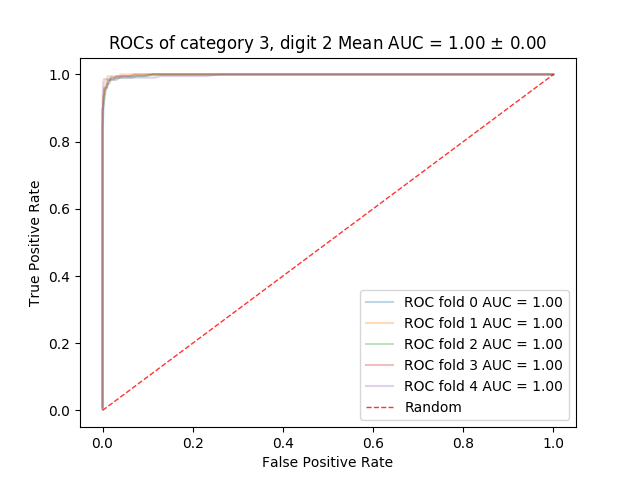 ROCs of category 3, digit 2 Mean AUC = 1.00 ± 0.00
1.0
0.8
0.6
0.4
0.2
0.0
True Positive Rate
ROC fold 0 AUC = 1.00
ROC fold 1 AUC = 1.00
ROC fold 2 AUC = 1.00
ROC fold 3 AUC = 1.00
ROC fold 4 AUC = 1.00
Random
0.0 0.2 0.4 0.6 0.8 1.0
False Positive Rate